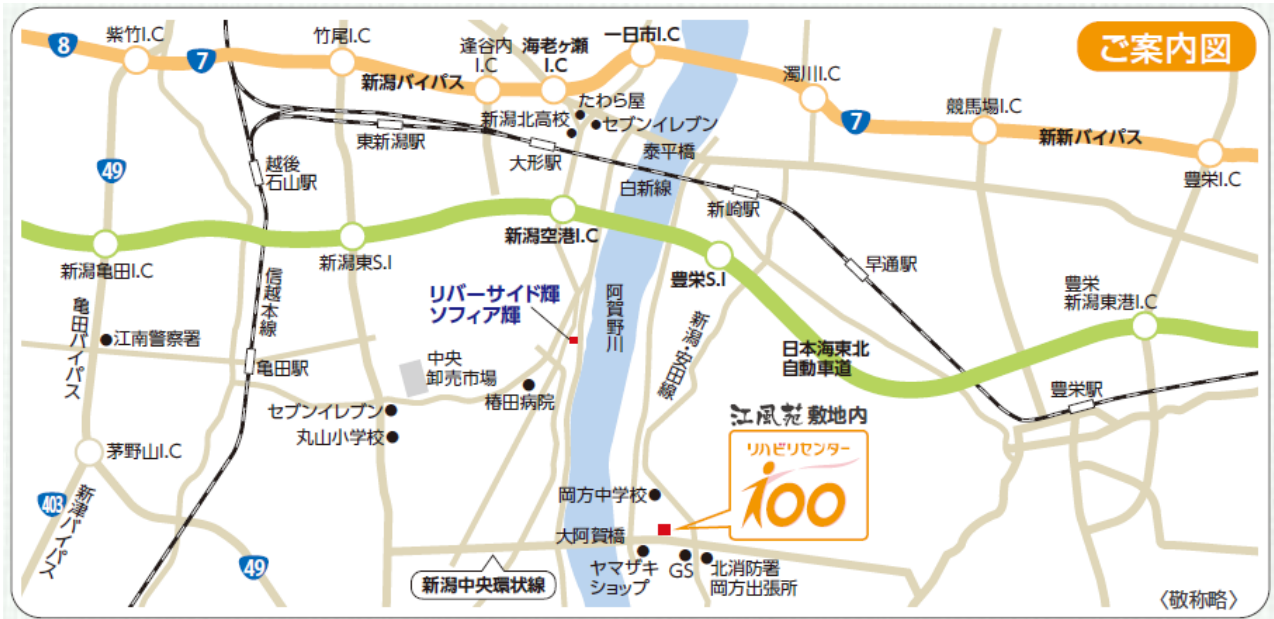 ご案内図
8
紫竹I.C
7
竹尾I.C
新潟バイパス
逢谷内
I.C
海老ヶ瀬
I.C
一日市I.C
濁川I.C
7
競馬場I.C
新新バイパス
豊栄I.C
たわら屋
新潟北高校
セブンイレブン
泰平橋
東新潟駅
大形駅
白新線
新崎駅
49
越後
石山駅
早通駅
新潟亀田I.C
新潟東S.I
新潟空港I.C
豊栄S.I
豊栄
新潟東港I.C
日本海東北
自動車道
信越本線
亀田バイパス
江南警察署
亀田駅
リバーサイド輝
ソフィア輝
阿賀野川
新潟・安田線
中央
卸売市場
椿田病院
セブンイレブン
丸山小学校
豊栄駅
茅野山I.C
403
新津バイパス
49
江風苑 敷地内
リハビリセンター
100
岡方中学校
大阿賀橋
新潟中央環状線
ヤマザキ
ショップ
GS
北消防署
岡方出張所
〈敬称略〉